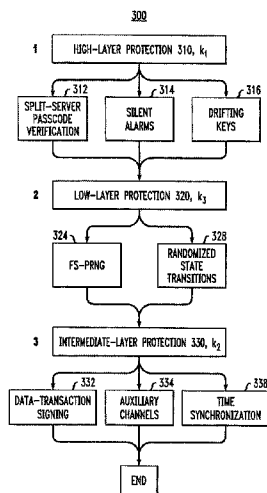 300
1 HIGH-LAYER PROTECTION 310, k₁
312
SPLIT-SERVER
PASSCODE
VERIFICATION
314
SILENT
ALARMS
316
DRIFTING
KEYS
2 LOW-LAYER PROTECTION 320, k₃
324
FS-PRNG
328
RANDOMIZED
STATE
TRANSITIONS
3 INTERMEDIATE-LAYER PROTECTION 330, k₂
332
DATA-TRANSACTION
SIGNING
334
AUXILIARY
CHANNELS
338
TIME
SYNCHRONIZATION
END